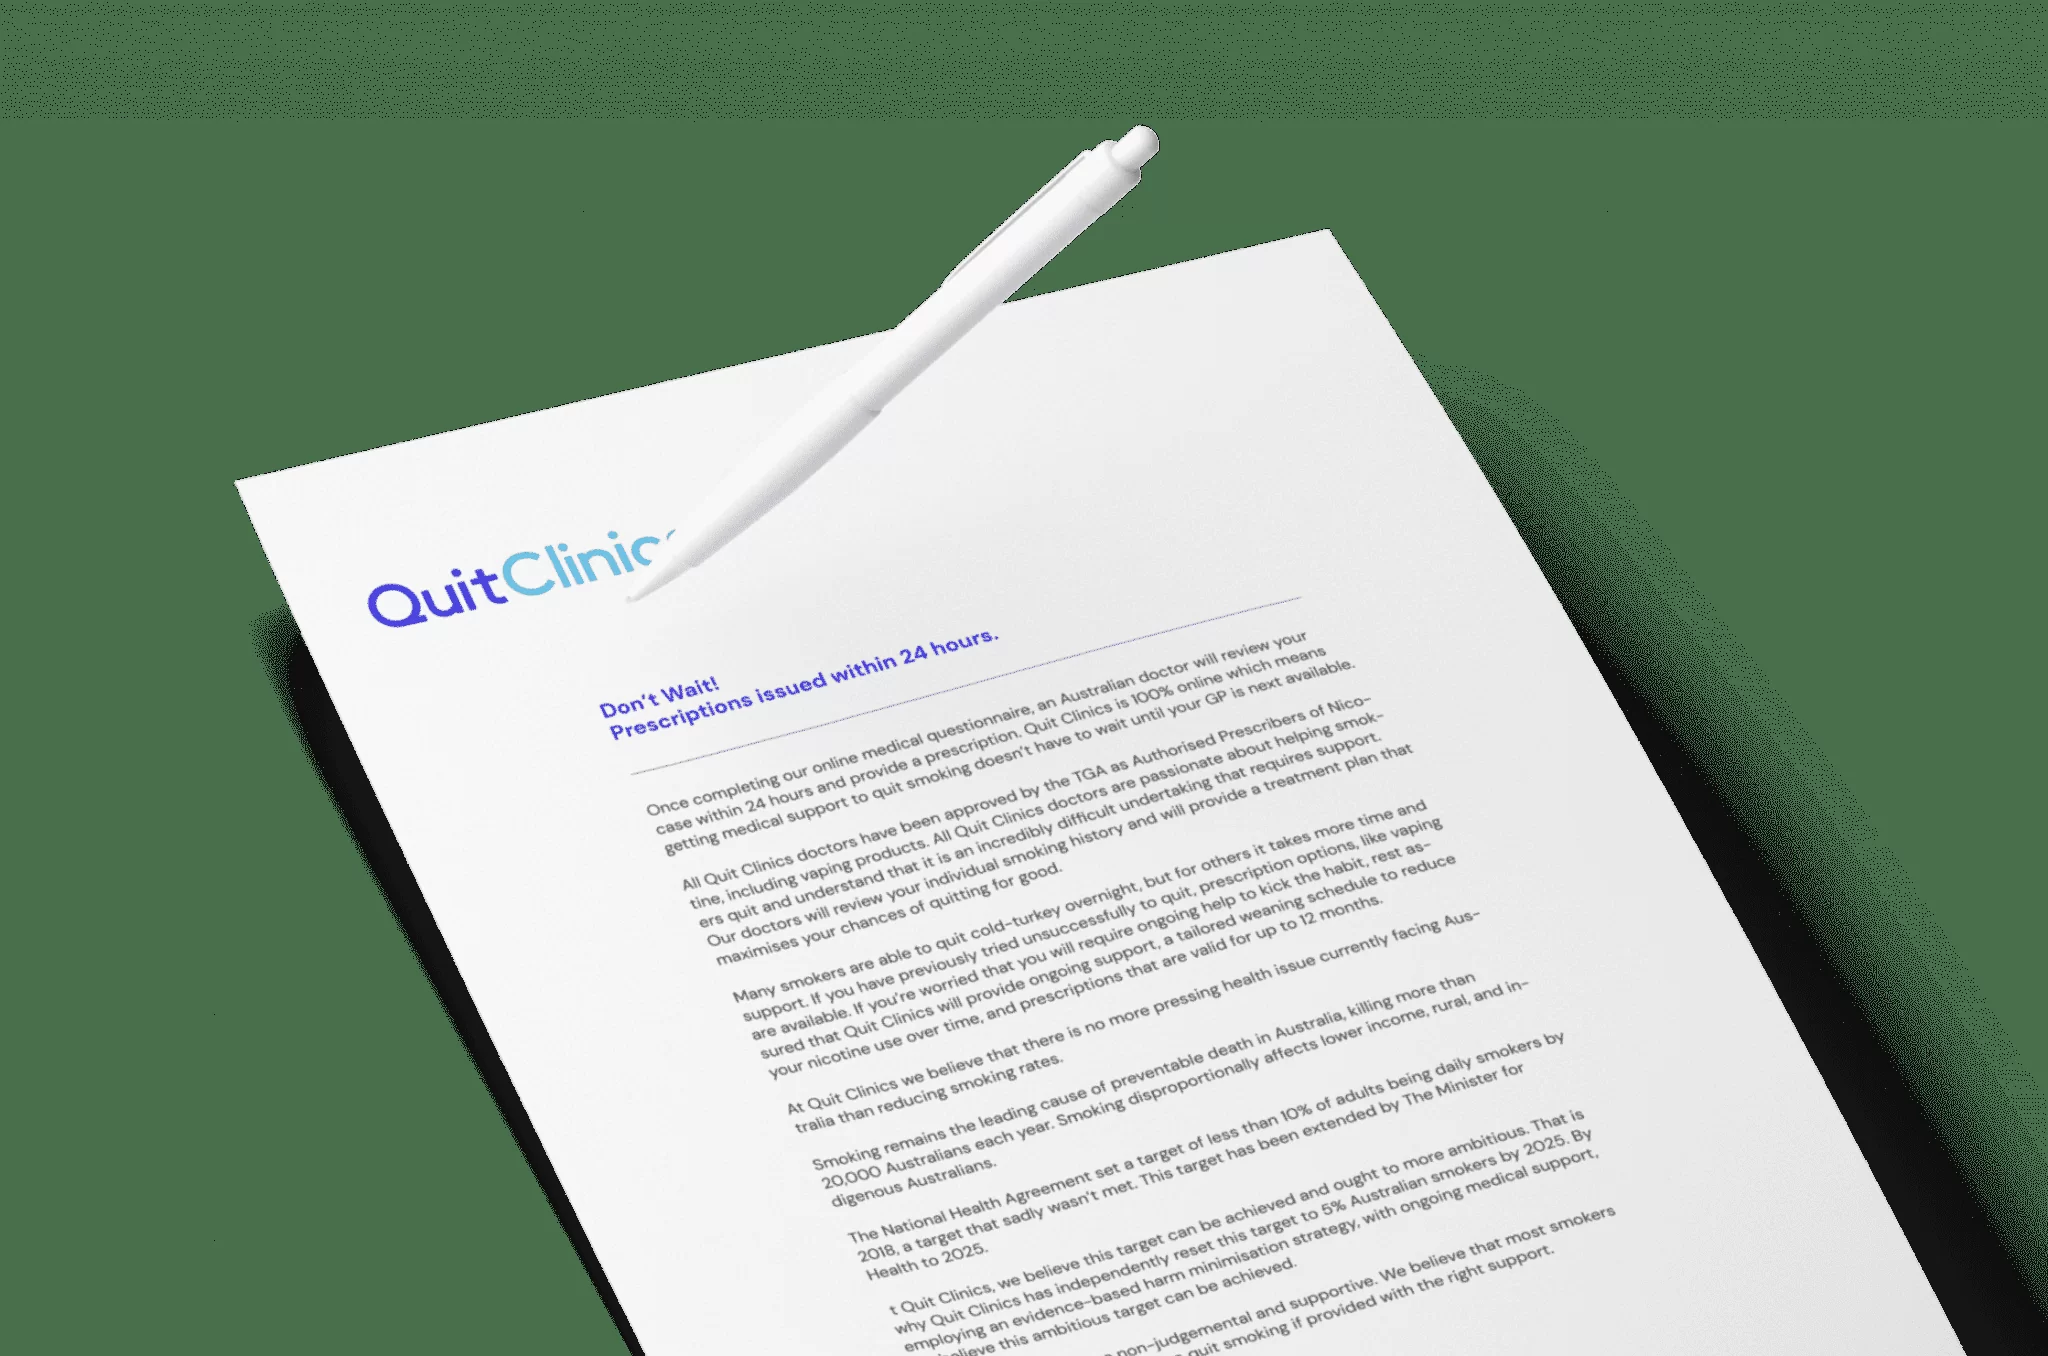 QuitClinics
Don't Wait!
Prescriptions issued within 24 hours.
Once completing our online medical questionnaire, an Australian doctor will review your
case within 24 hours and provide a prescription. Quit Clinics is 100% online which means
getting medical support to quit smoking doesn't have to wait until your GP is next available.
All Quit Clinics doctors have been approved by the TGA as Authorised Prescribers of Nico-
tine, including vaping products. All Quit Clinics doctors are passionate about helping smok-
ers quit and understand that it is an incredibly difficult undertaking that requires support.
Our doctors will review your individual smoking history and will provide a treatment plan that
maximises your chances of quitting for good.
Many smokers are able to quit cold-turkey overnight, but for others it takes more time and
support. If you have previously tried unsuccessfully to quit, prescription options, like vaping
are available. If you're worried that you will require ongoing help to kick the habit, rest as-
sured that Quit Clinics will provide ongoing support, a tailored weaning schedule to reduce
your nicotine use over time, and prescriptions that are valid for up to 12 months.
At Quit Clinics we believe that there is no more pressing health issue currently facing Aus-
tralia than reducing smoking rates.
Smoking remains the leading cause of preventable death in Australia, killing more than
20,000 Australians each year. Smoking disproportionally affects lower income, rural, and in-
digenous Australians.
The National Health Agreement set a target of less than 10% of adults being daily smokers by
2018, a target that sadly wasn't met. This target has been extended by The Minister for
Health to 2025.
t Quit Clinics, we believe this target can be achieved and ought to more ambitious. That is
why Quit Clinics has independently reset this target to 5% Australian smokers by 2025. By
employing an evidence-based harm minimisation strategy, with ongoing medical support,
believe this ambitious target can be achieved.
non-judgemental and supportive. We believe that most smokers
quit smoking if provided with the right support.